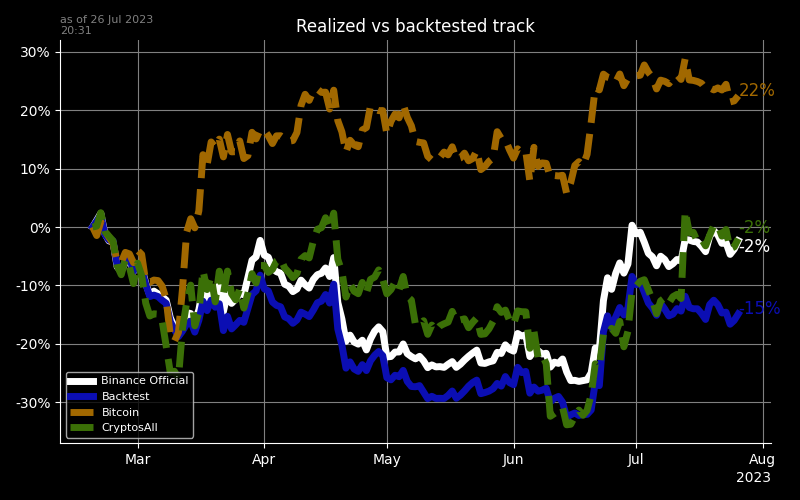 as of 26 Jul 2023
20:31
Realized vs backtested track
30%
20%
10%
0%
-10%
-20%
-30%
22%
-2%
-2%
-15%
Binance Official
Backtest
Bitcoin
CryptosAll
Mar
Apr
May
Jun
Jul
Aug
2023